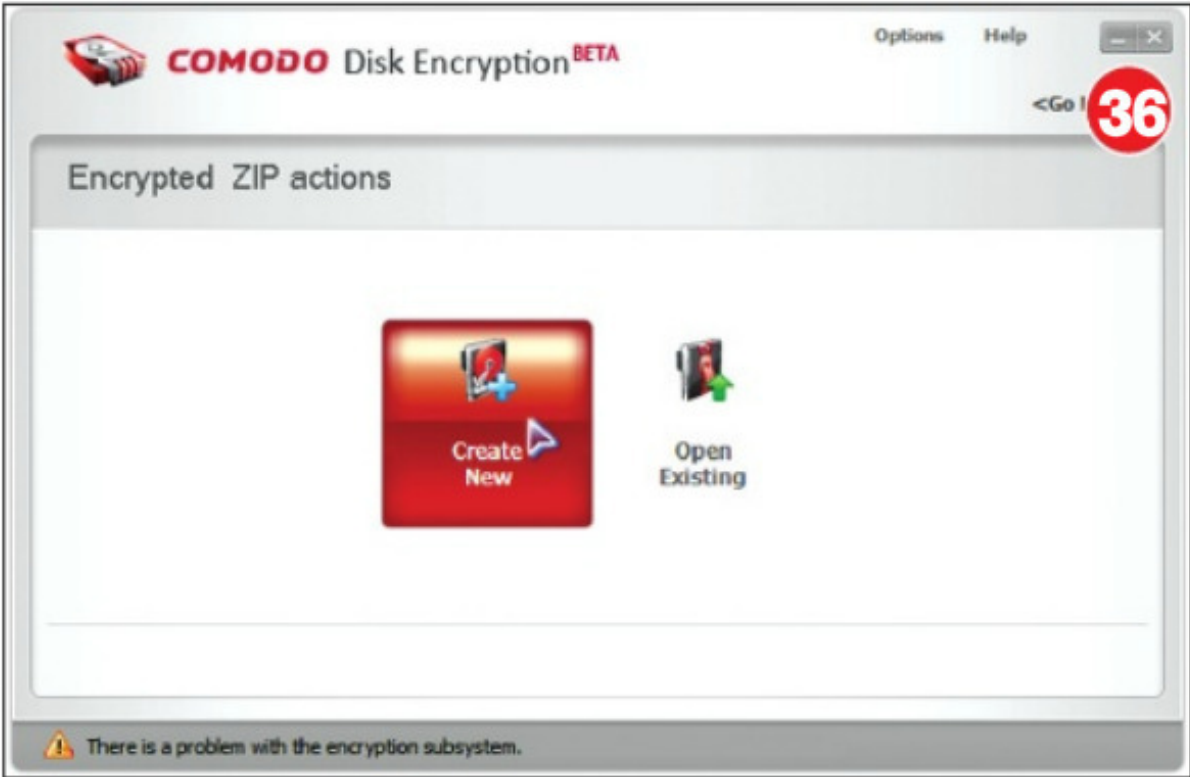 COMODO Disk Encryption BETA
Options Help
<Go
36
Encrypted ZIP actions
Create
New
Open
Existing
There is a problem with the encryption subsystem.